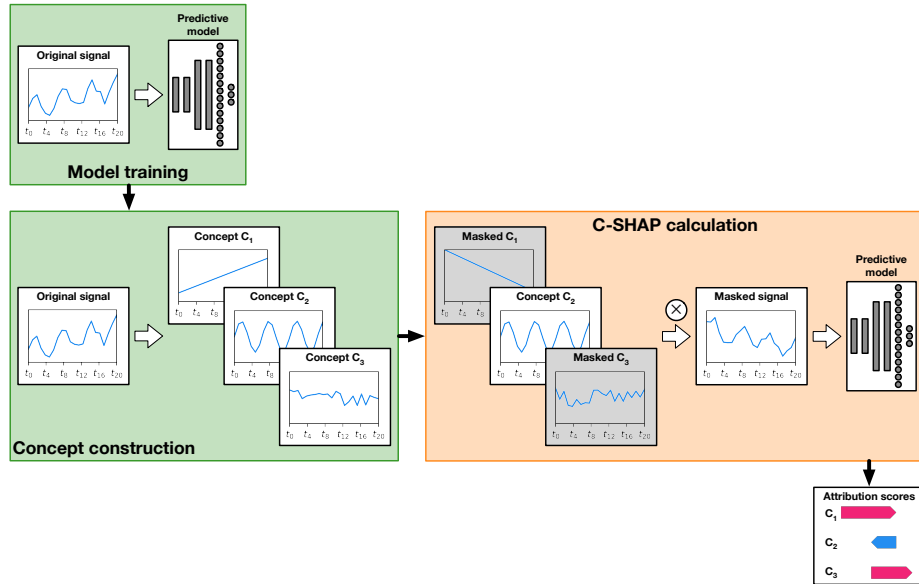 Predictive
model
Original signal
t0 t4 t8 t12 t16 t20
Model training
Concept C1
t0 t4 t8
Original signal
t0 t4 t8 t12 t16 t20
Concept C2
t0 t4 t8
Concept C3
t0 t4 t8 t12 t16 t20
Concept construction
C-SHAP calculation
Masked C1
t0 t4 t8
Concept C2
t0 t4 t8
Masked C3
t0 t4 t8 t12 t16 t20
Masked signal
t0 t4 t8 t12 t16 t20
Predictive
model
Attribution scores
C1
C2
C3